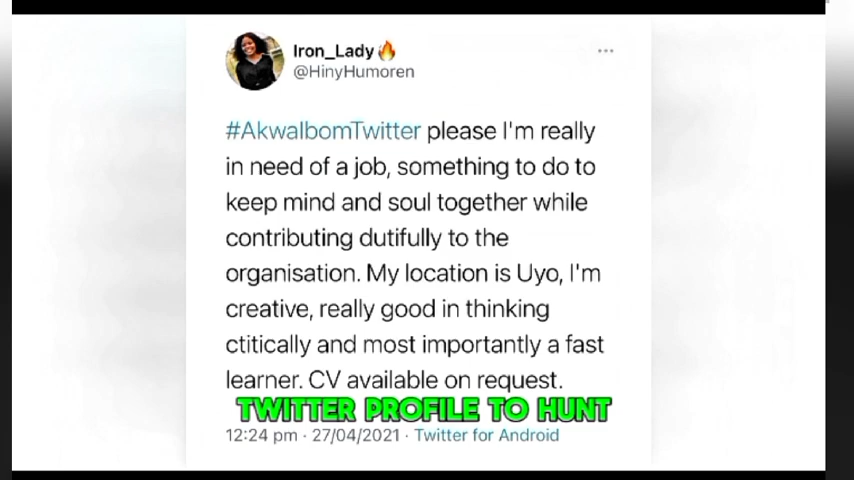 Iron_Lady🔥
@HinyHumoren
#AkwaIbomTwitter please I'm really
in need of a job, something to do to
keep mind and soul together while
contributing dutifully to the
organisation. My location is Uyo, I'm
creative, really good in thinking
ctitically and most importantly a fast
learner. CV available on request.
TWITTER PROFILE TO HUNT
12:24 pm · 27/04/2021 · Twitter for Android